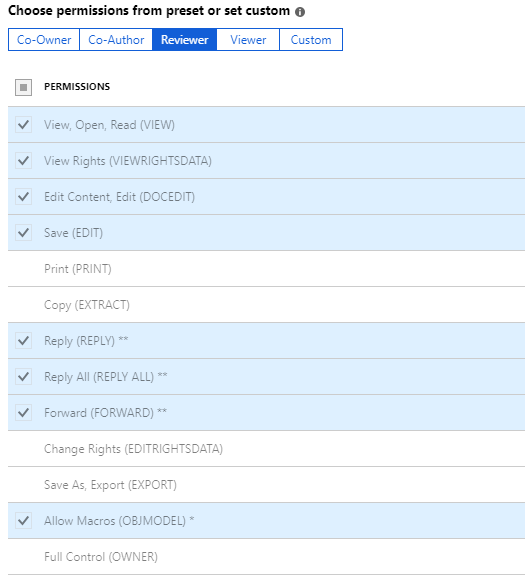 Choose permissions from preset or set custom
Co-Owner Co-Author Reviewer Viewer Custom
PERMISSIONS
View, Open, Read (VIEW)
View Rights (VIEWRIGHTSDATA)
Edit Content, Edit (DOCEDIT)
Save (EDIT)
Print (PRINT)
Copy (EXTRACT)
Reply (REPLY) **
Reply All (REPLY ALL) **
Forward (FORWARD) **
Change Rights (EDITRIGHTSDATA)
Save As, Export (EXPORT)
Allow Macros (OBJMODEL) *
Full Control (OWNER)